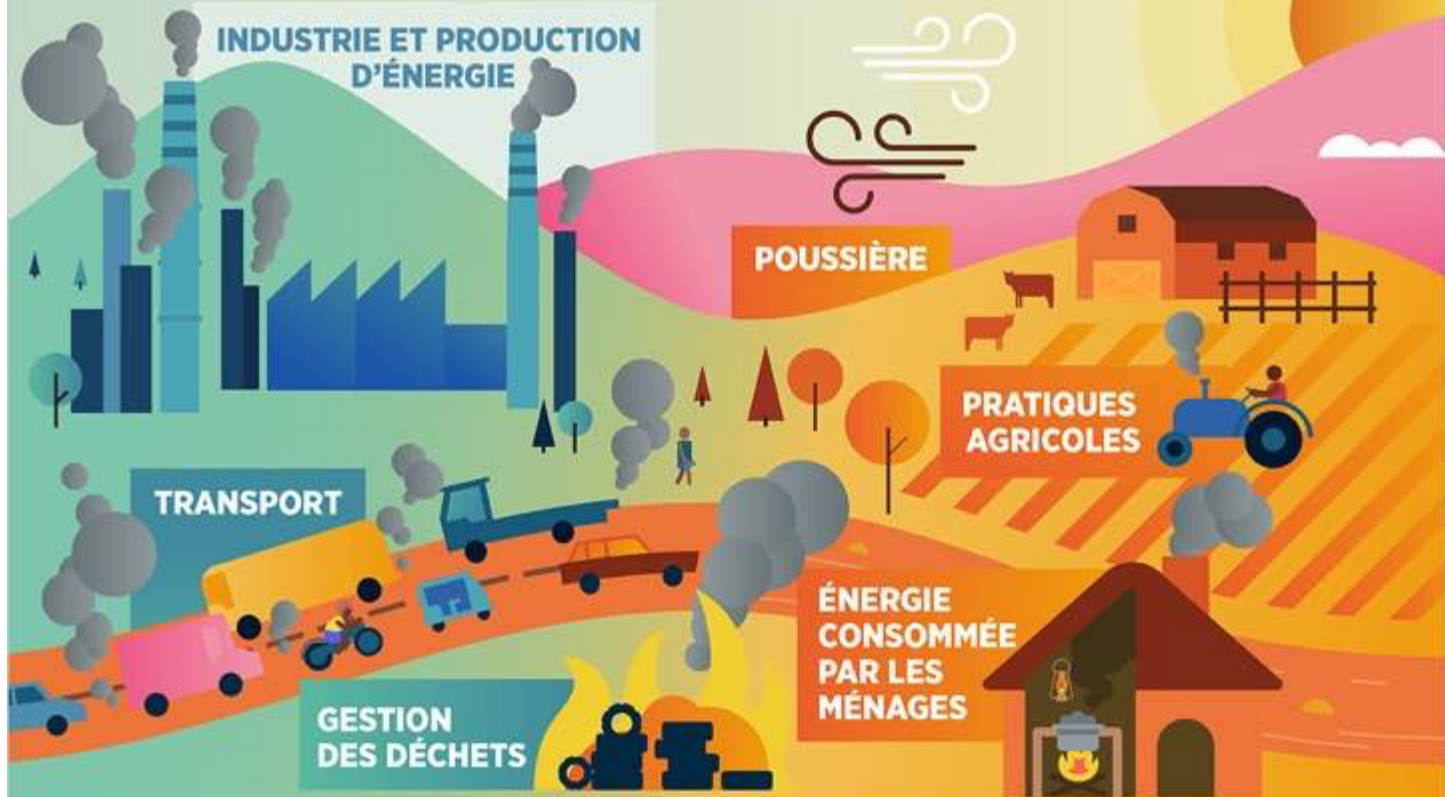 INDUSTRIE ET PRODUCTION
D'ÉNERGIE
POUSSIÈRE
PRATIQUES
AGRICOLES
TRANSPORT
ÉNERGIE
CONSOMMÉE
PAR LES
MÉNAGES
GESTION
DES DÉCHETS